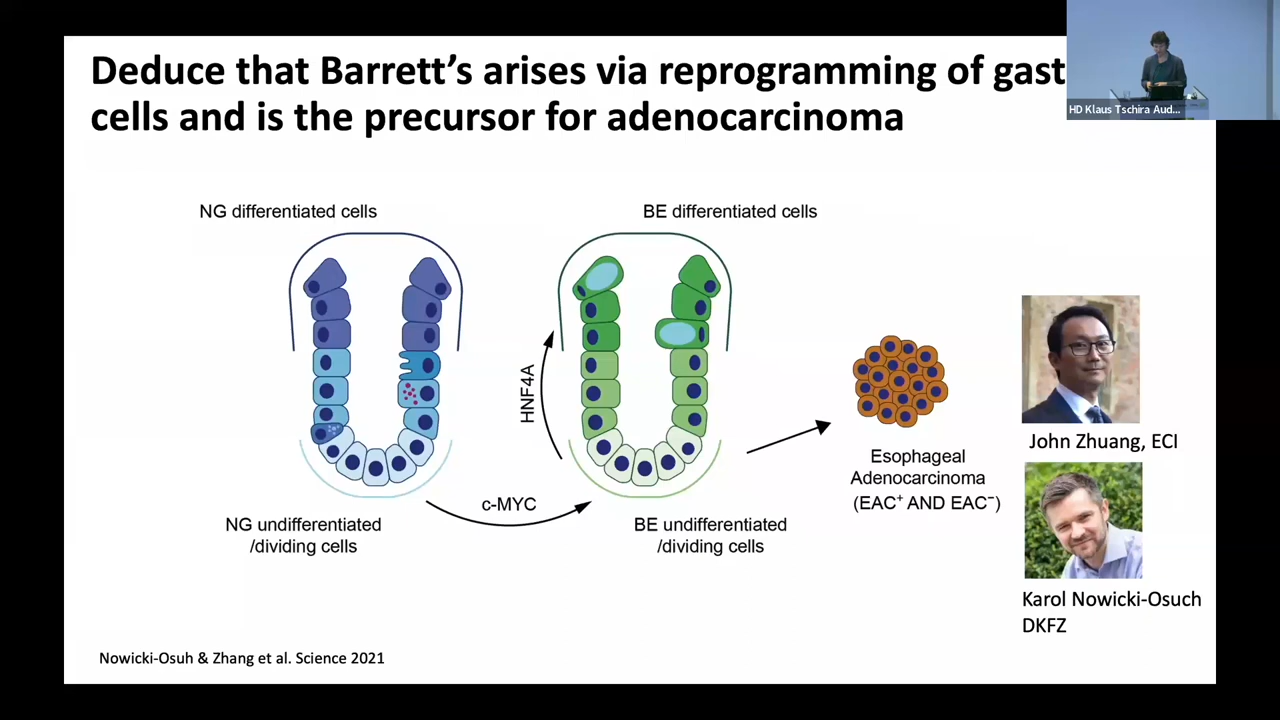 Deduce that Barrett's arises via reprogramming of gast
cells and is the precursor for adenocarcinoma
HD Klaus Tschira Aud...
NG differentiated cells
BE differentiated cells
HNF4A
c-MYC
NG undifferentiated
/dividing cells
BE undifferentiated
/dividing cells
Esophageal
Adenocarcinoma
(EAC⁺ AND EAC⁻)
John Zhuang, ECI
Karol Nowicki-Osuch
DKFZ
Nowicki-Osuh & Zhang et al. Science 2021